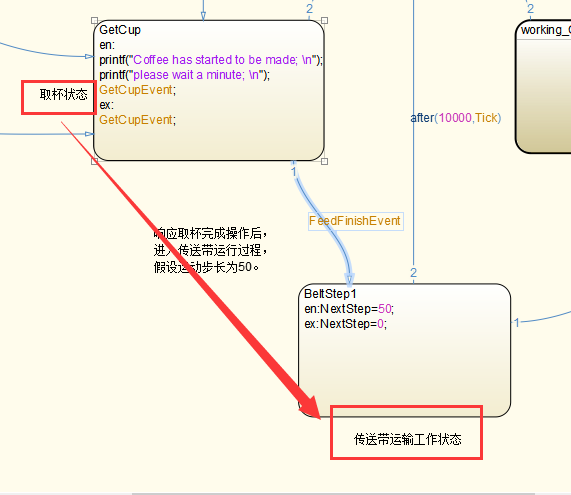 2
2
GetCup
en:
printf("Coffee has started to be made; \n");
printf("please wait a minute; \n");
GetCupEvent;
ex:
GetCupEvent;
取杯状态
working_
after(10000,Tick)
1
FeedFinishEvent
响应取杯完成操作后，
进入传送带运行过程，
假设运动步长为50。
2
BeltStep1
en:NextStep=50;
ex:NextStep=0;
1
传送带运输工作状态